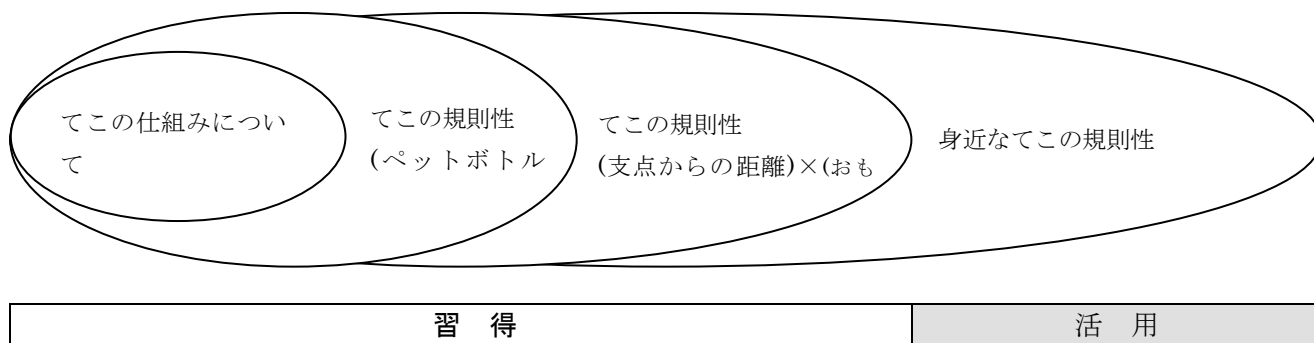 てこの仕組みについ
て
てこの規則性
(ペットボトル
てこの規則性
(支点からの距離)×(おも
身近なてこの規則性
習 得
活 用